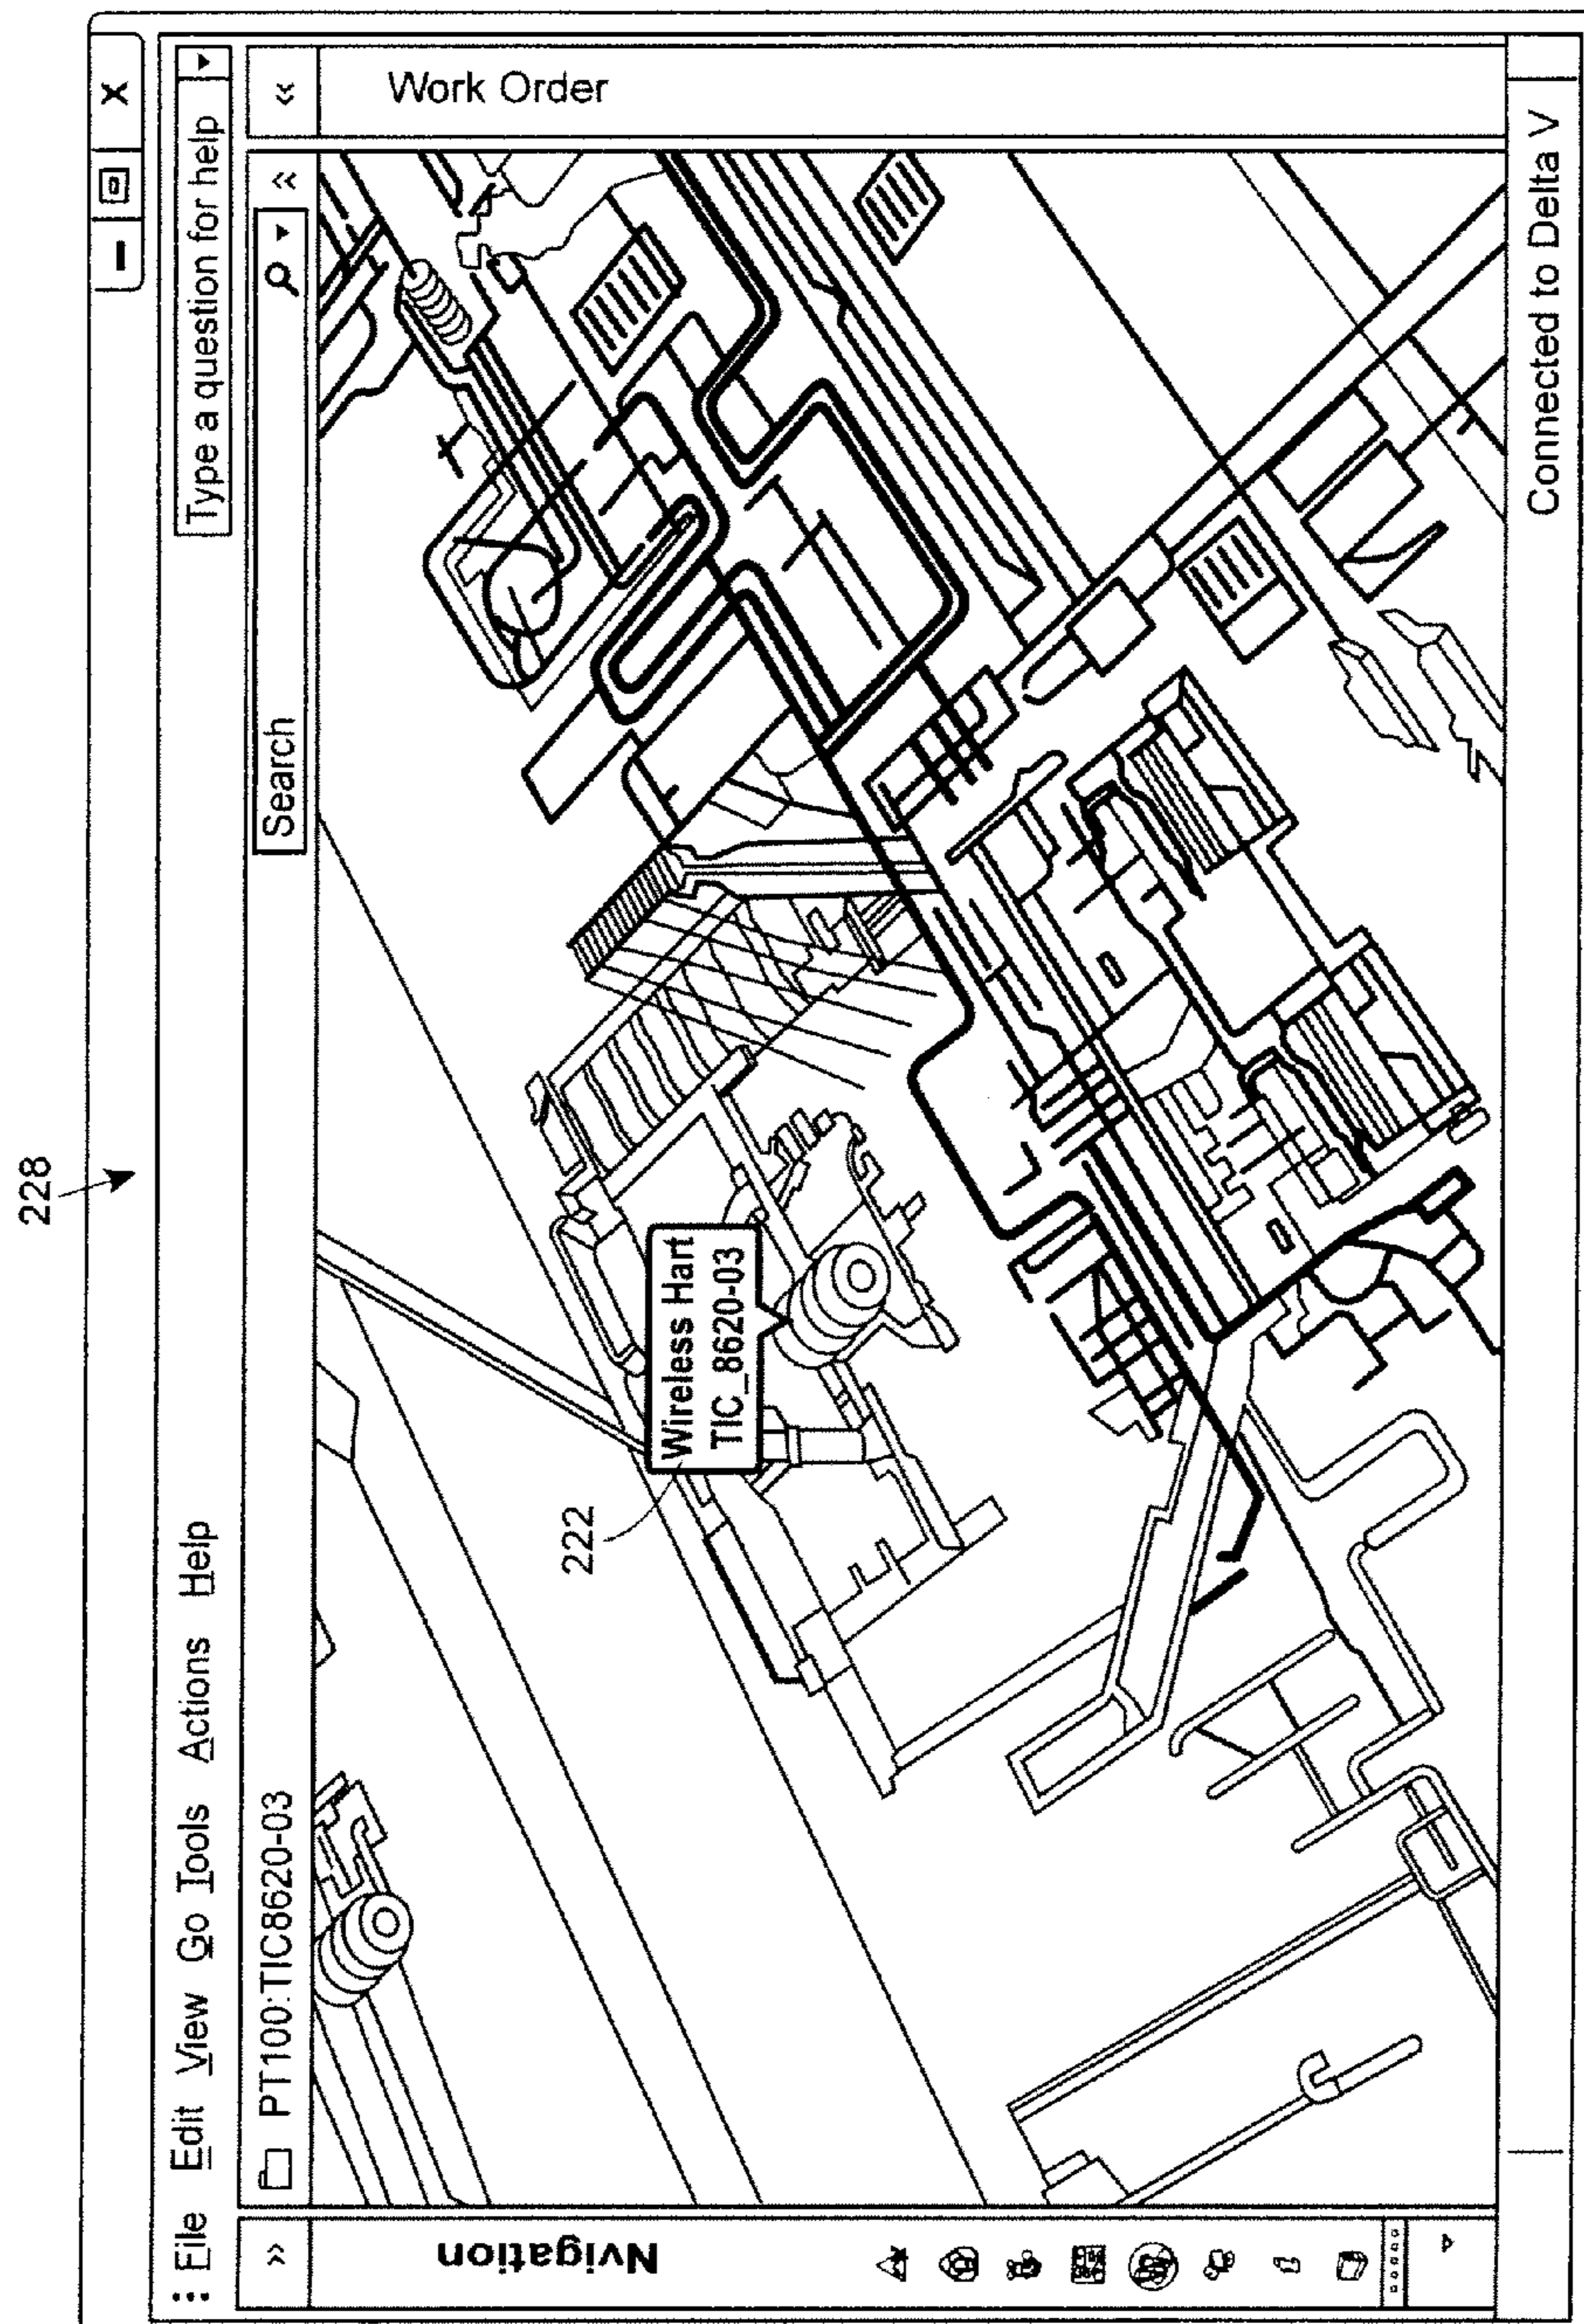 228
File Edit View Go Tools Actions Help
Type a question for help
PT100:TIC8620-03
Search
Nvigation
Work Order
222
Wireless Hart
TIC_8620-03
Connected to Delta V